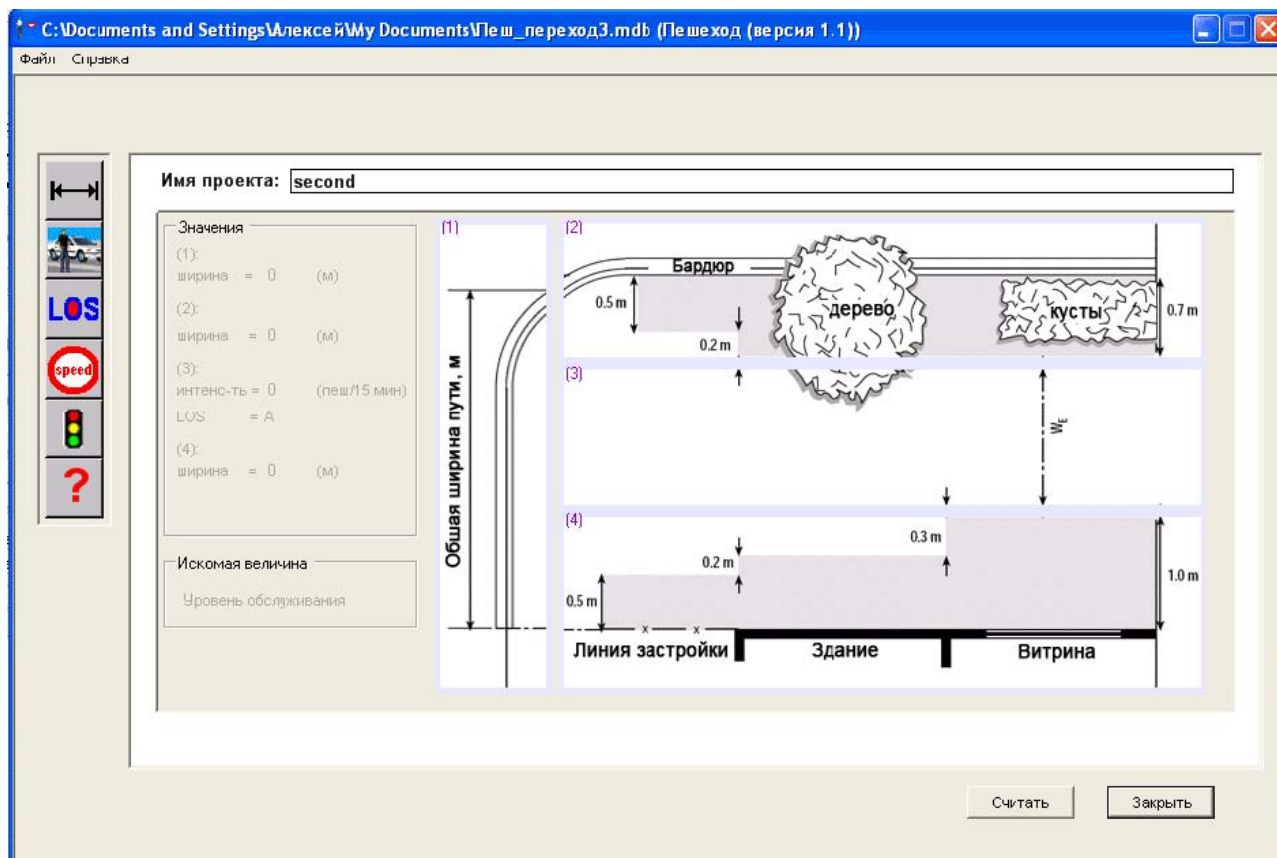 C:\Documents and Settings\Алексей\My Documents\Пеш_переход3.mdb (Пешеход (версия 1.1))
Файл Справка
Имя проекта: second
Значения
(1):
ширина = 0 (м)
(2):
ширина = 0 (м)
(3):
интенс-ть = 0 (пеш/15 мин)
LOS = A
(4):
ширина = 0 (м)
Искомая величина
Уровень обслуживания
LOS
speed
?
(1)
Обшая ширина пути, м
(2)
Бардюр
0.5 m
дерево
кусты
0.7 m
0.2 m
(3)
WE
(4)
0.3 m
0.2 m
1.0 m
0.5 m
x x
Линия застройки Здание Витрина
Считать Закрыть